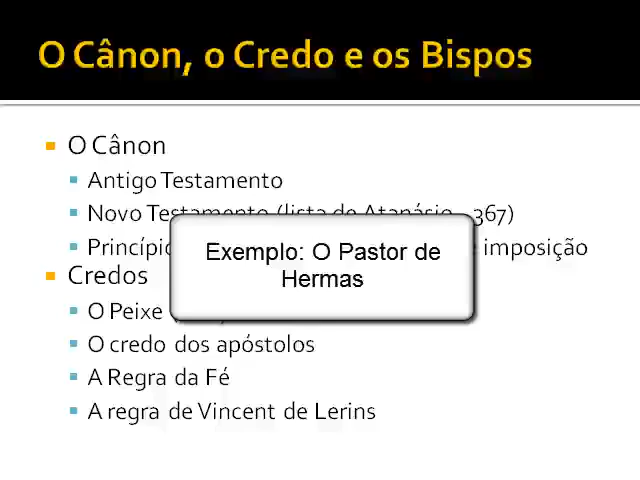 O Cânon, o Credo e os Bispos
O Cânon
Antigo Testamento
Novo Testamento (lista de Atanásio - 367)
Princípio imposição
Exemplo: O Pastor de
Hermas
Credos
O Peixe
O credo dos apóstolos
A Regra da Fé
A regra de Vincent de Lerins